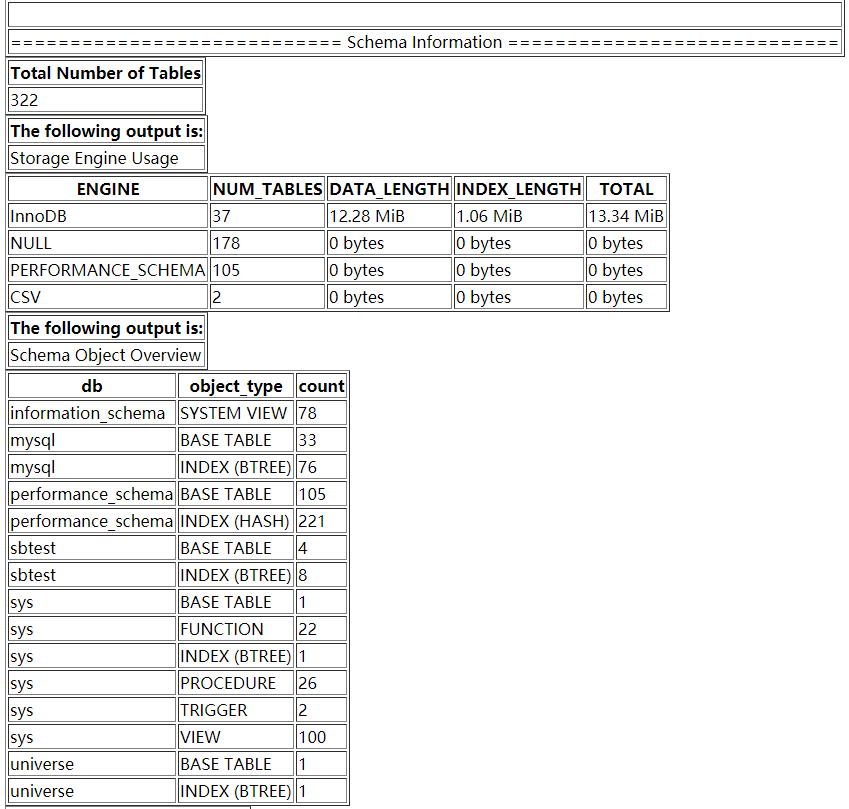 ============================ Schema Information ============================
Total Number of Tables
322
The following output is:
Storage Engine Usage
ENGINE NUM_TABLES DATA_LENGTH INDEX_LENGTH TOTAL
InnoDB 37 12.28 MiB 1.06 MiB 13.34 MiB
NULL 178 0 bytes 0 bytes 0 bytes
PERFORMANCE_SCHEMA 105 0 bytes 0 bytes 0 bytes
CSV 2 0 bytes 0 bytes 0 bytes
The following output is:
Schema Object Overview
db object_type count
information_schema SYSTEM VIEW 78
mysql BASE TABLE 33
mysql INDEX (BTREE) 76
performance_schema BASE TABLE 105
performance_schema INDEX (HASH) 221
sbtest BASE TABLE 4
sbtest INDEX (BTREE) 8
sys BASE TABLE 1
sys FUNCTION 22
sys INDEX (BTREE) 1
sys PROCEDURE 26
sys TRIGGER 2
sys VIEW 100
universe BASE TABLE 1
universe INDEX (BTREE) 1